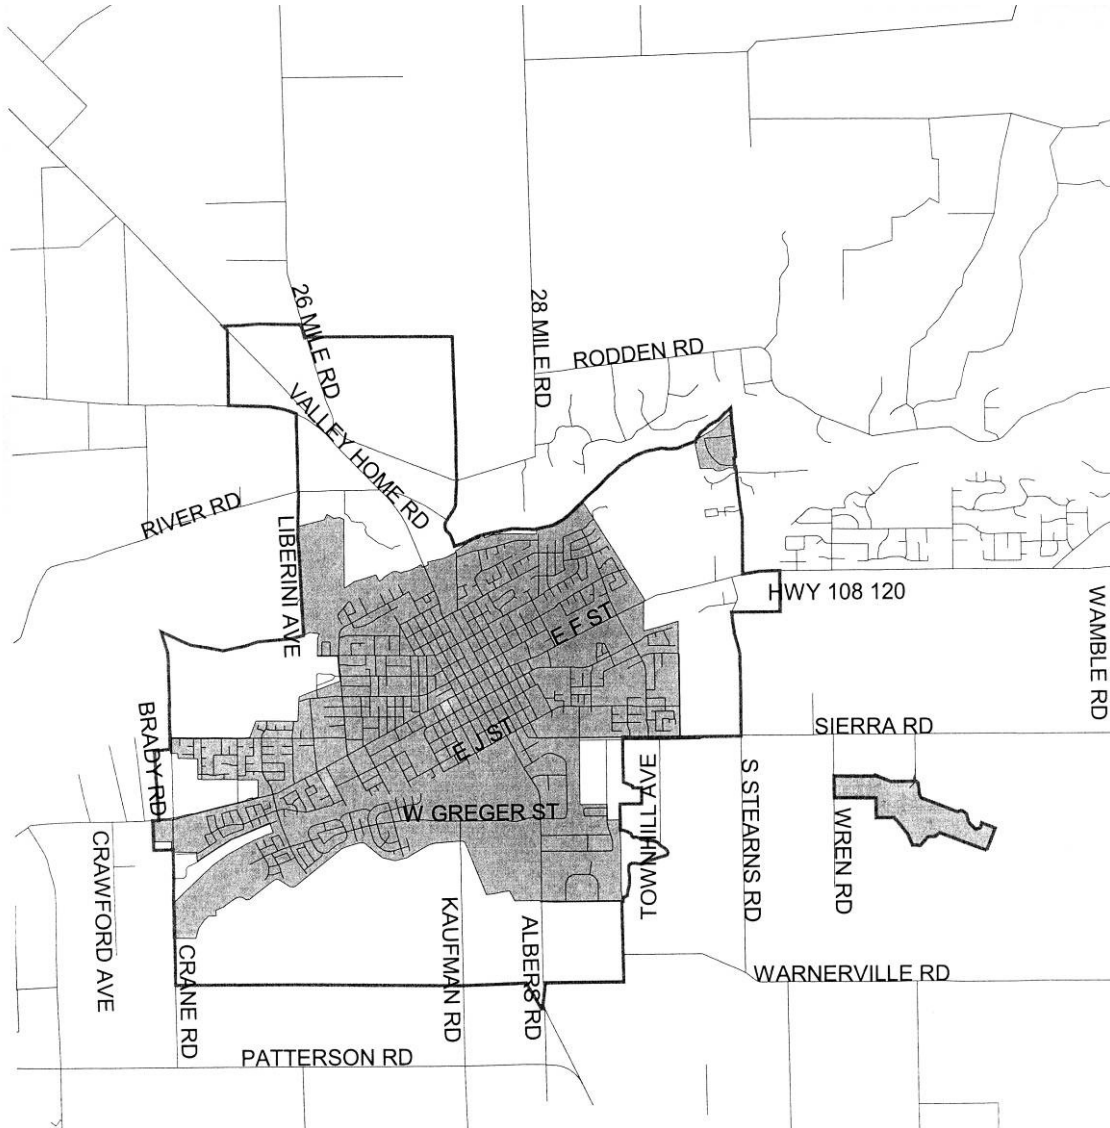 26 MILE RD
28 MILE RD
RODDEN RD
VALLEY HOME RD
RIVER RD
LIBERINI AVE
HWY 108 120
WAMBLE RD
E F ST
BRADY RD
E J ST
SIERRA RD
W GREGER ST
TOWNHILL AVE
S STEARNS RD
WREN RD
CRAWFORD AVE
CRANE RD
KAUFMAN RD
ALBERS RD
WARNERVILLE RD
PATTERSON RD